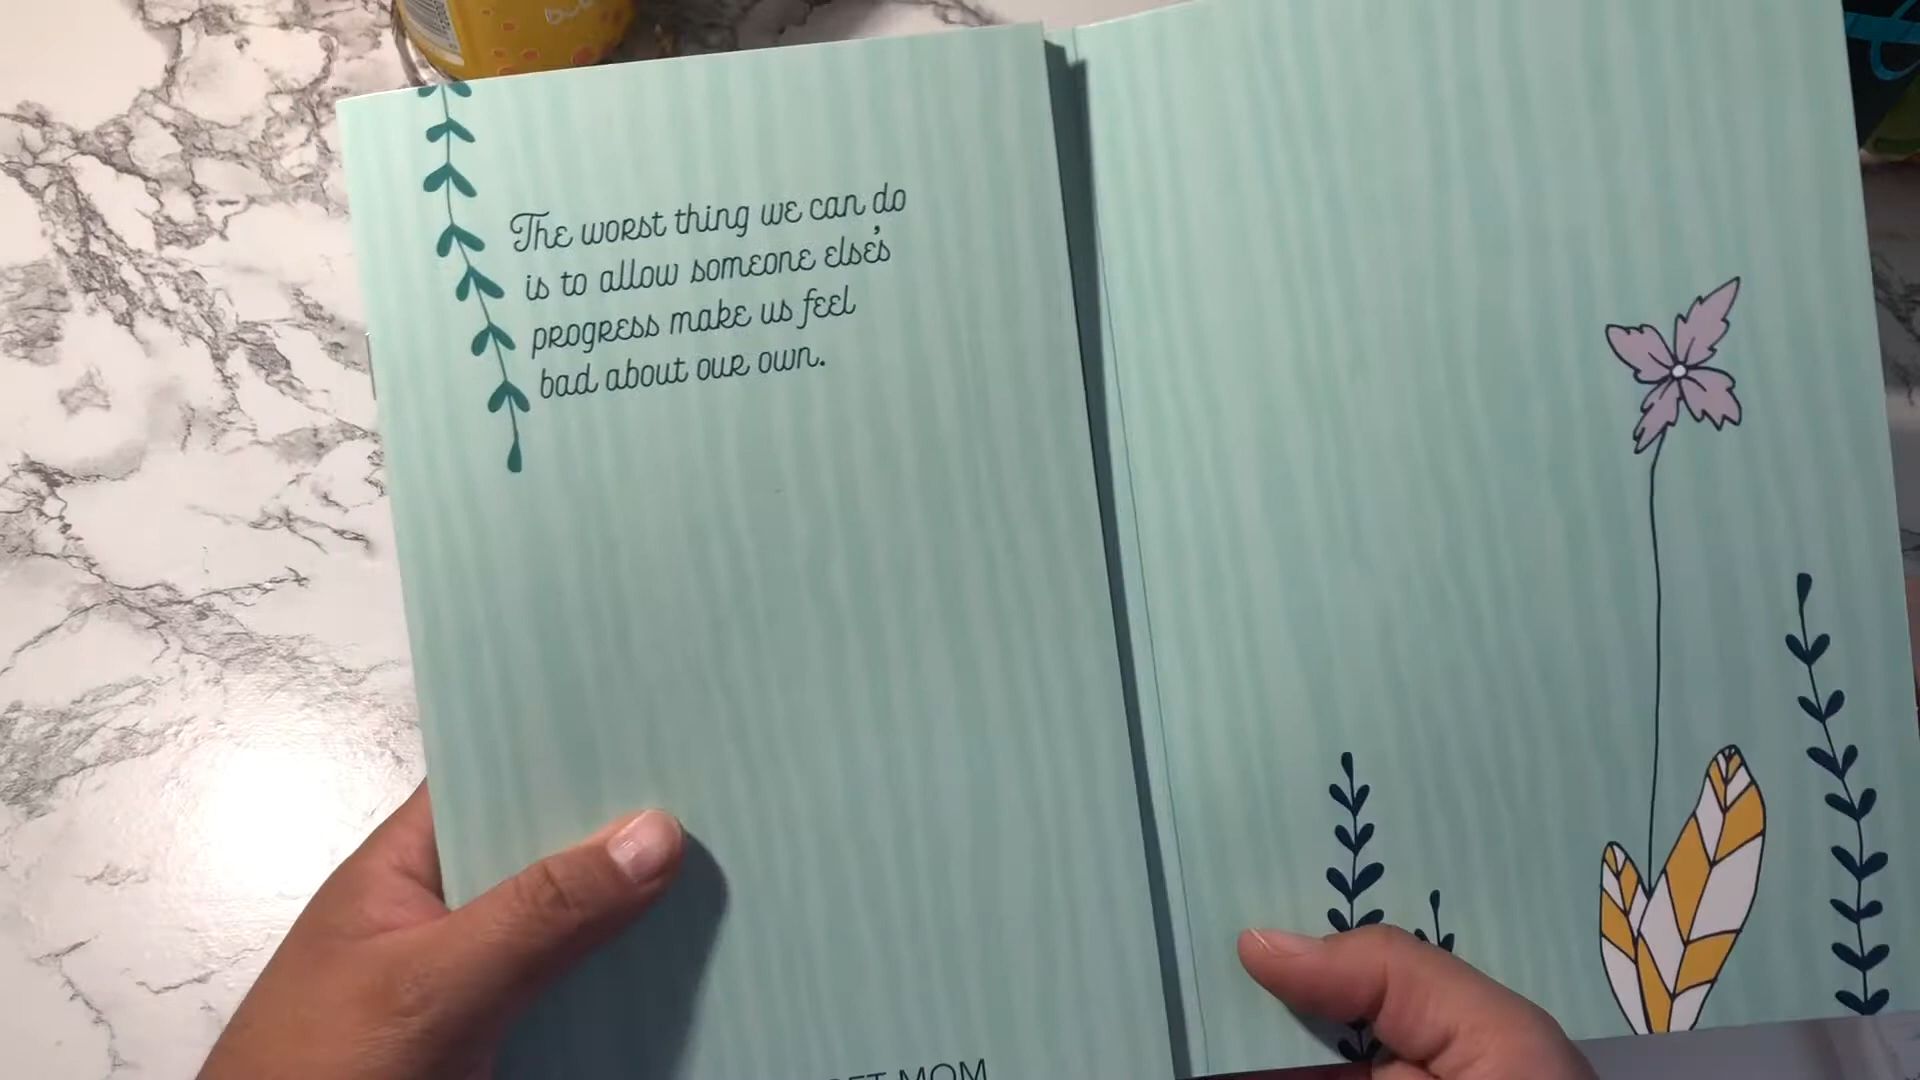 The worst thing we can do
is to allow someone else's
progress make us feel
bad about our own.
MOM